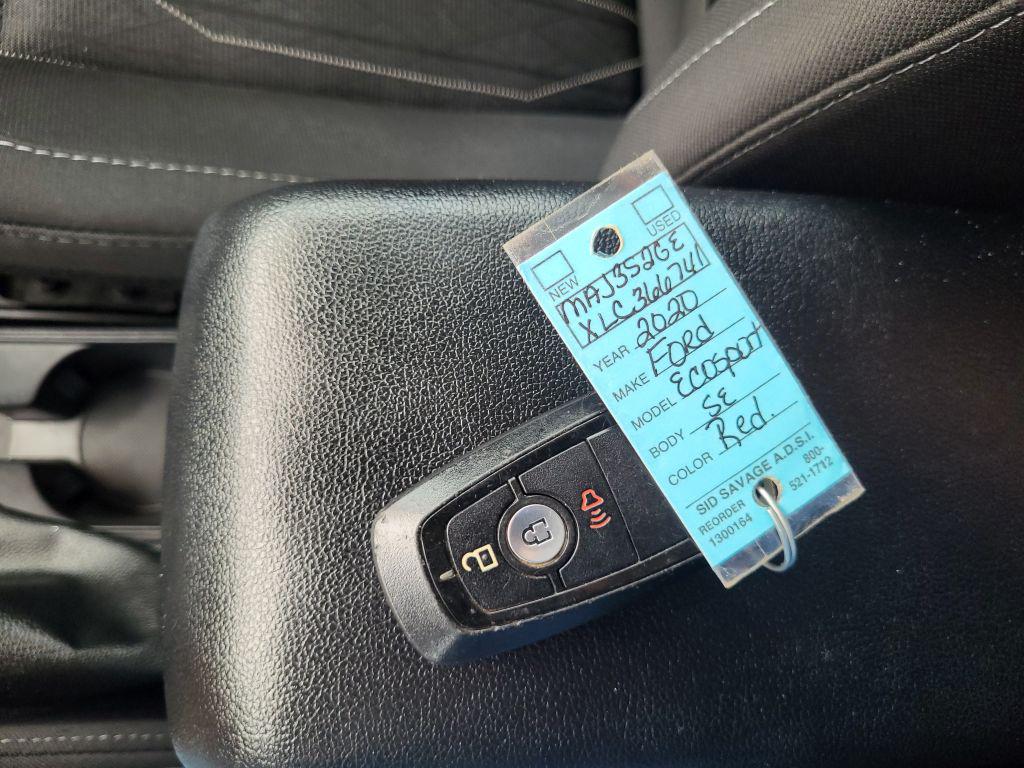 NEW USED
MAJ3S2GE
XLC366741
YEAR 2020
MAKE Ford
MODEL Ecosport
BODY SE
COLOR Red.
SID SAVAGE A.D.S.I.
REORDER 800-
1300164 521-1712